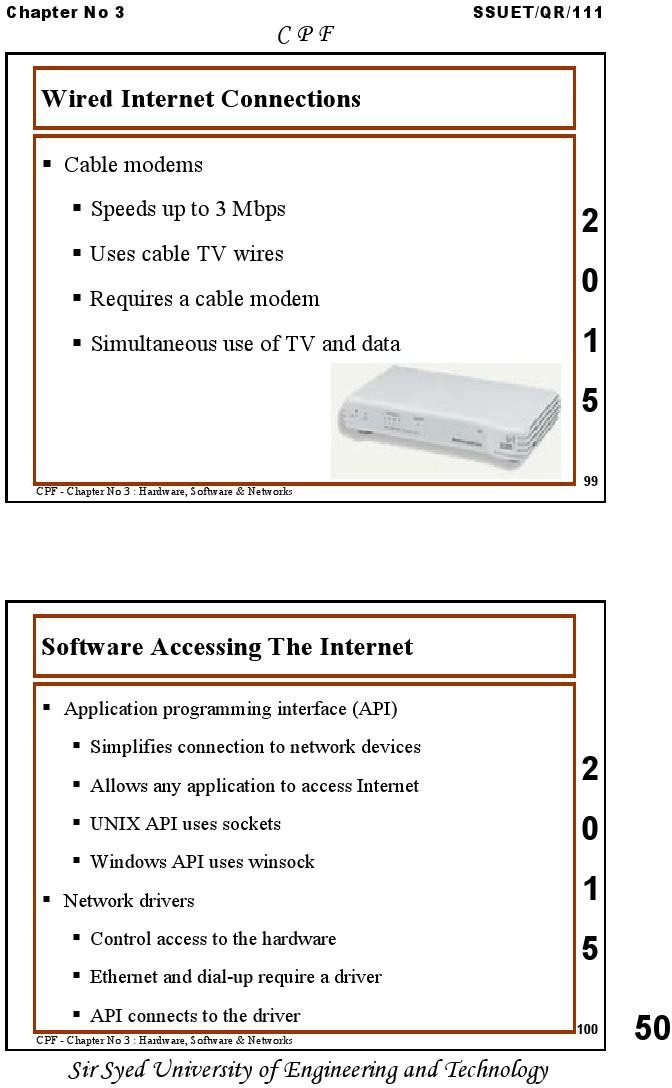 Chapter No 3 SSUET/QR/111
C P F
Wired Internet Connections
▪ Cable modems
▪ Speeds up to 3 Mbps
▪ Uses cable TV wires
▪ Requires a cable modem
▪ Simultaneous use of TV and data
2
0
1
5
99
CPF - Chapter No 3 : Hardware, Software & Networks
Software Accessing The Internet
▪ Application programming interface (API)
▪ Simplifies connection to network devices
▪ Allows any application to access Internet
▪ UNIX API uses sockets
▪ Windows API uses winsock
▪ Network drivers
▪ Control access to the hardware
▪ Ethernet and dial-up require a driver
▪ API connects to the driver
2
0
1
5
100
CPF - Chapter No 3 : Hardware, Software & Networks
50
Sir Syed University of Engineering and Technology